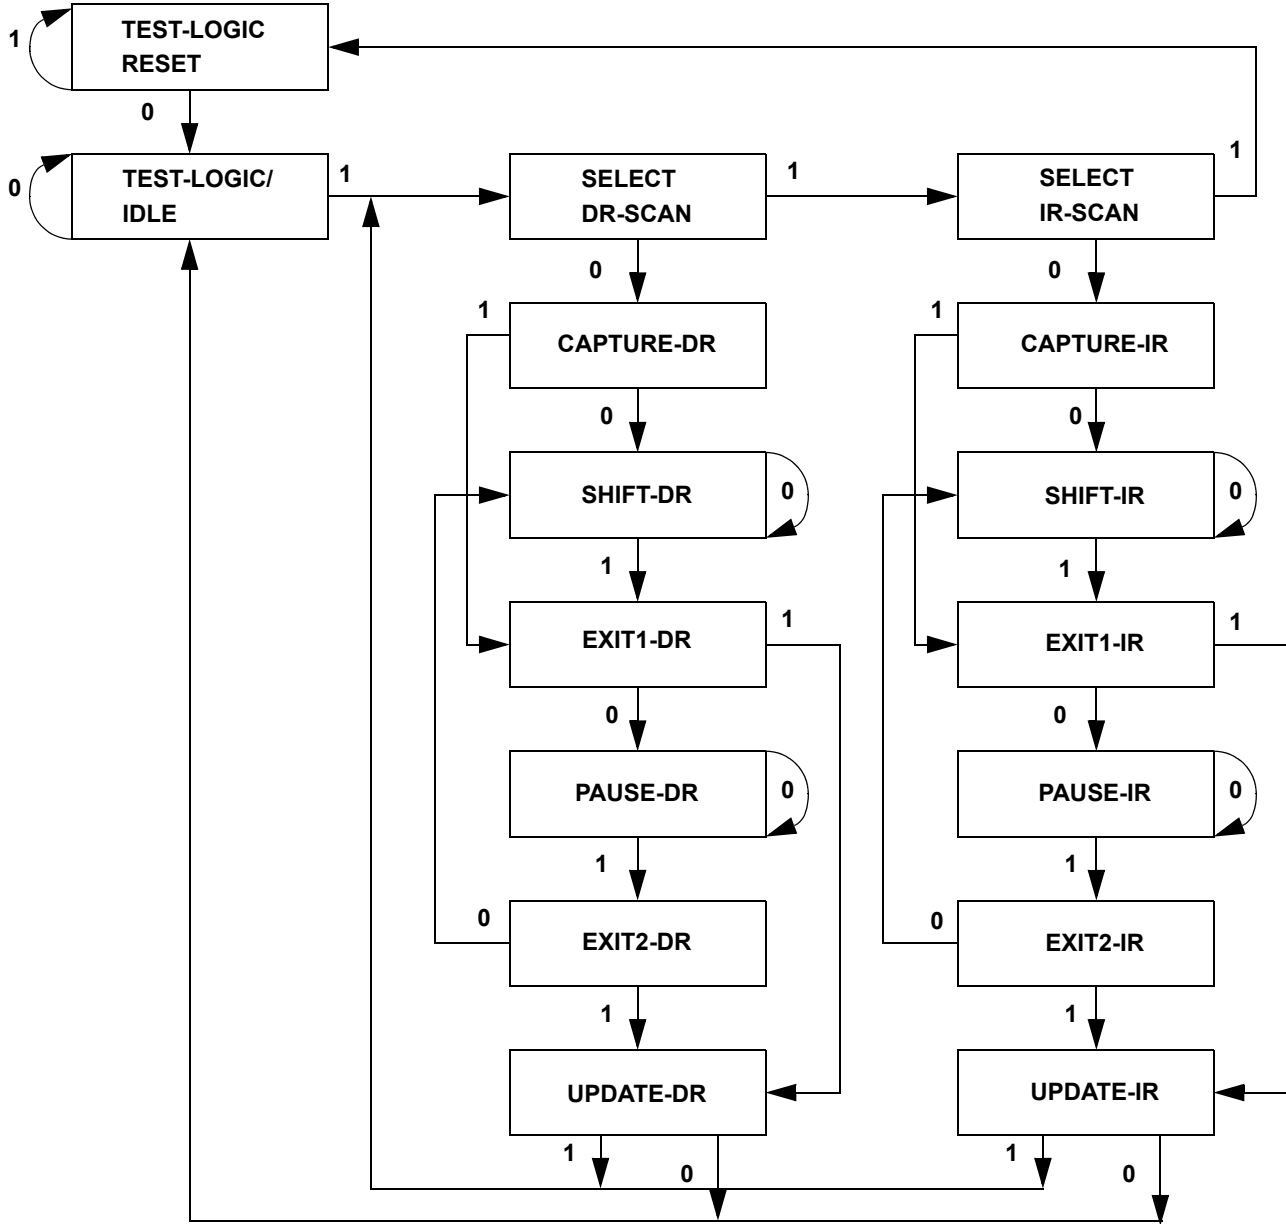 TEST-LOGIC
RESET
1
0
TEST-LOGIC/
IDLE
0
1
SELECT
DR-SCAN
1
SELECT
IR-SCAN
1
0
0
1
CAPTURE-DR
1
CAPTURE-IR
0
0
SHIFT-DR
0
SHIFT-IR
0
1
1
EXIT1-DR
1
EXIT1-IR
1
0
0
PAUSE-DR
0
PAUSE-IR
0
1
1
0
EXIT2-DR
0
EXIT2-IR
1
1
UPDATE-DR
UPDATE-IR
1
0
1
0